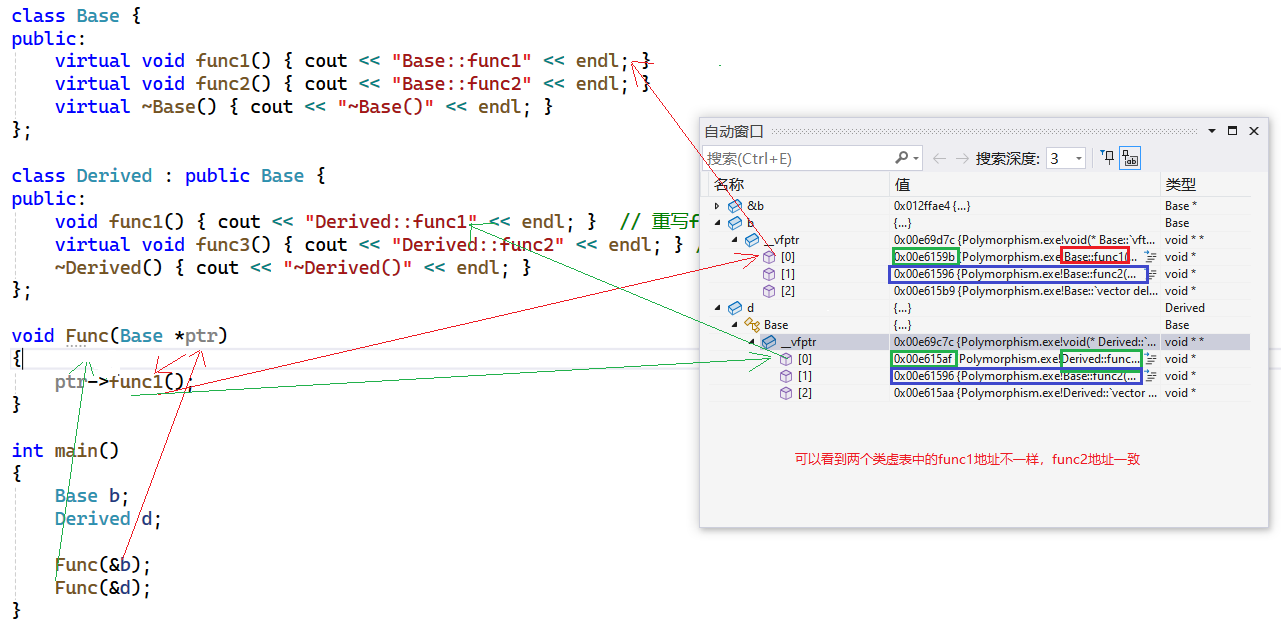 class Base {
public:
    virtual void func1() { cout << "Base::func1" << endl; }
    virtual void func2() { cout << "Base::func2" << endl; }
    virtual ~Base() { cout << "~Base()" << endl; }
};
class Derived : public Base {
public:
    void func1() { cout << "Derived::func1" << endl; }  // 重写f
    virtual void func3() { cout << "Derived::func2" << endl; } /
    ~Derived() { cout << "~Derived()" << endl; }
};
void Func(Base *ptr)
{
    ptr->func1();
}
int main()
{
    Base b;
    Derived d;
    Func(&b);
    Func(&d);
}
自动窗口
搜索(Ctrl+E) 搜索深度: 3
名称 值 类型
&b 0x012ffae4 {...} Base *
b {...} Base
__vfptr 0x00e69d7c {Polymorphism.exe!void(* Base::`vft... void * *
[0] 0x00e6159b {Polymorphism.exe!Base::func1(... void *
[1] 0x00e61596 {Polymorphism.exe!Base::func2(... void *
[2] 0x00e615b9 {Polymorphism.exe!Base::`vector del... void *
d {...} Derived
Base {...} Base
__vfptr 0x00e69c7c {Polymorphism.exe!void(* Derived::`... void * *
[0] 0x00e615af {Polymorphism.exe!Derived::func... void *
[1] 0x00e61596 {Polymorphism.exe!Base::func2(... void *
[2] 0x00e615aa {Polymorphism.exe!Derived::`vector ... void *
可以看到两个类虚表中的func1地址不一样，func2地址一致